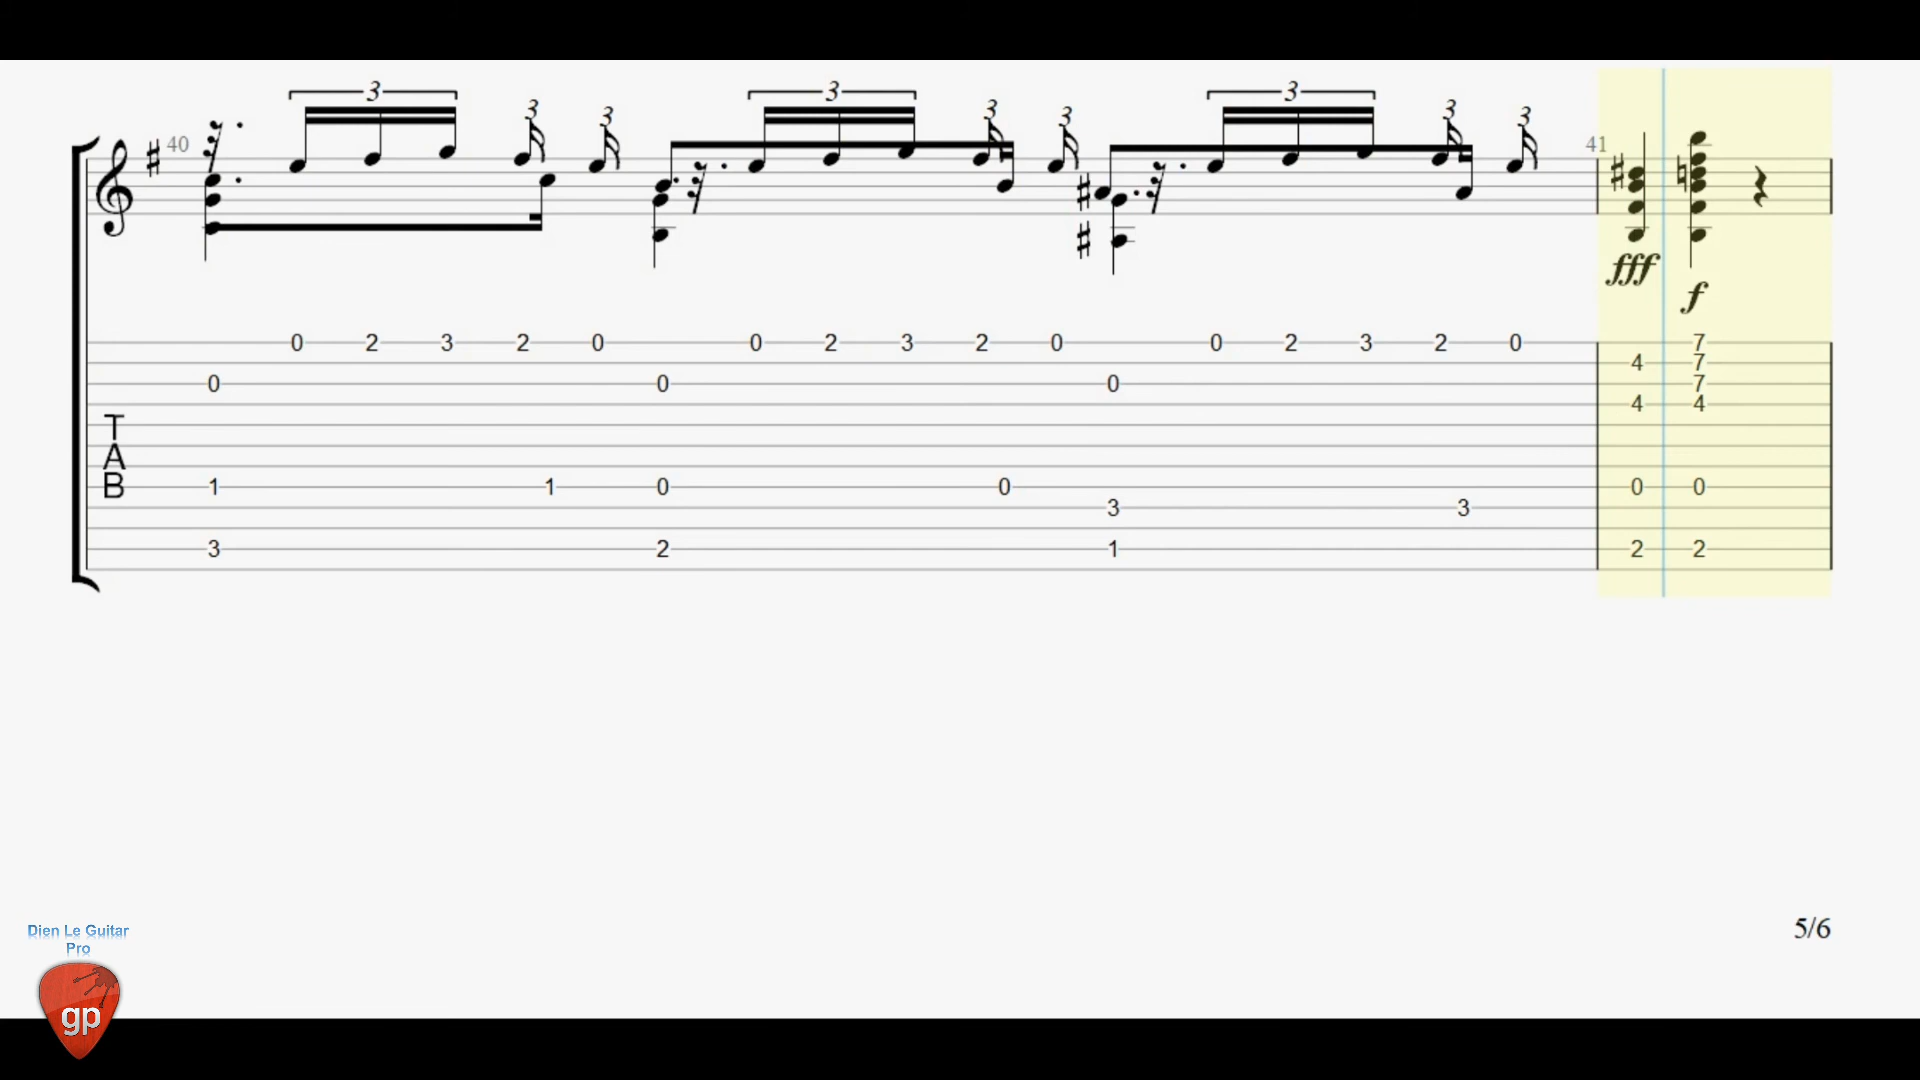 3 3 3 3 3 3 3 3 3
40 41
fff
f
0 2 3 2 0 0 2 3 2 0 0 2 3 2 0 7
4 7
0 0 0 7
4 4
T
A
B 1 1 0 0 0 0
3 3
3 2 1 2 2
5/6
Dien Le Guitar
Pro
gp